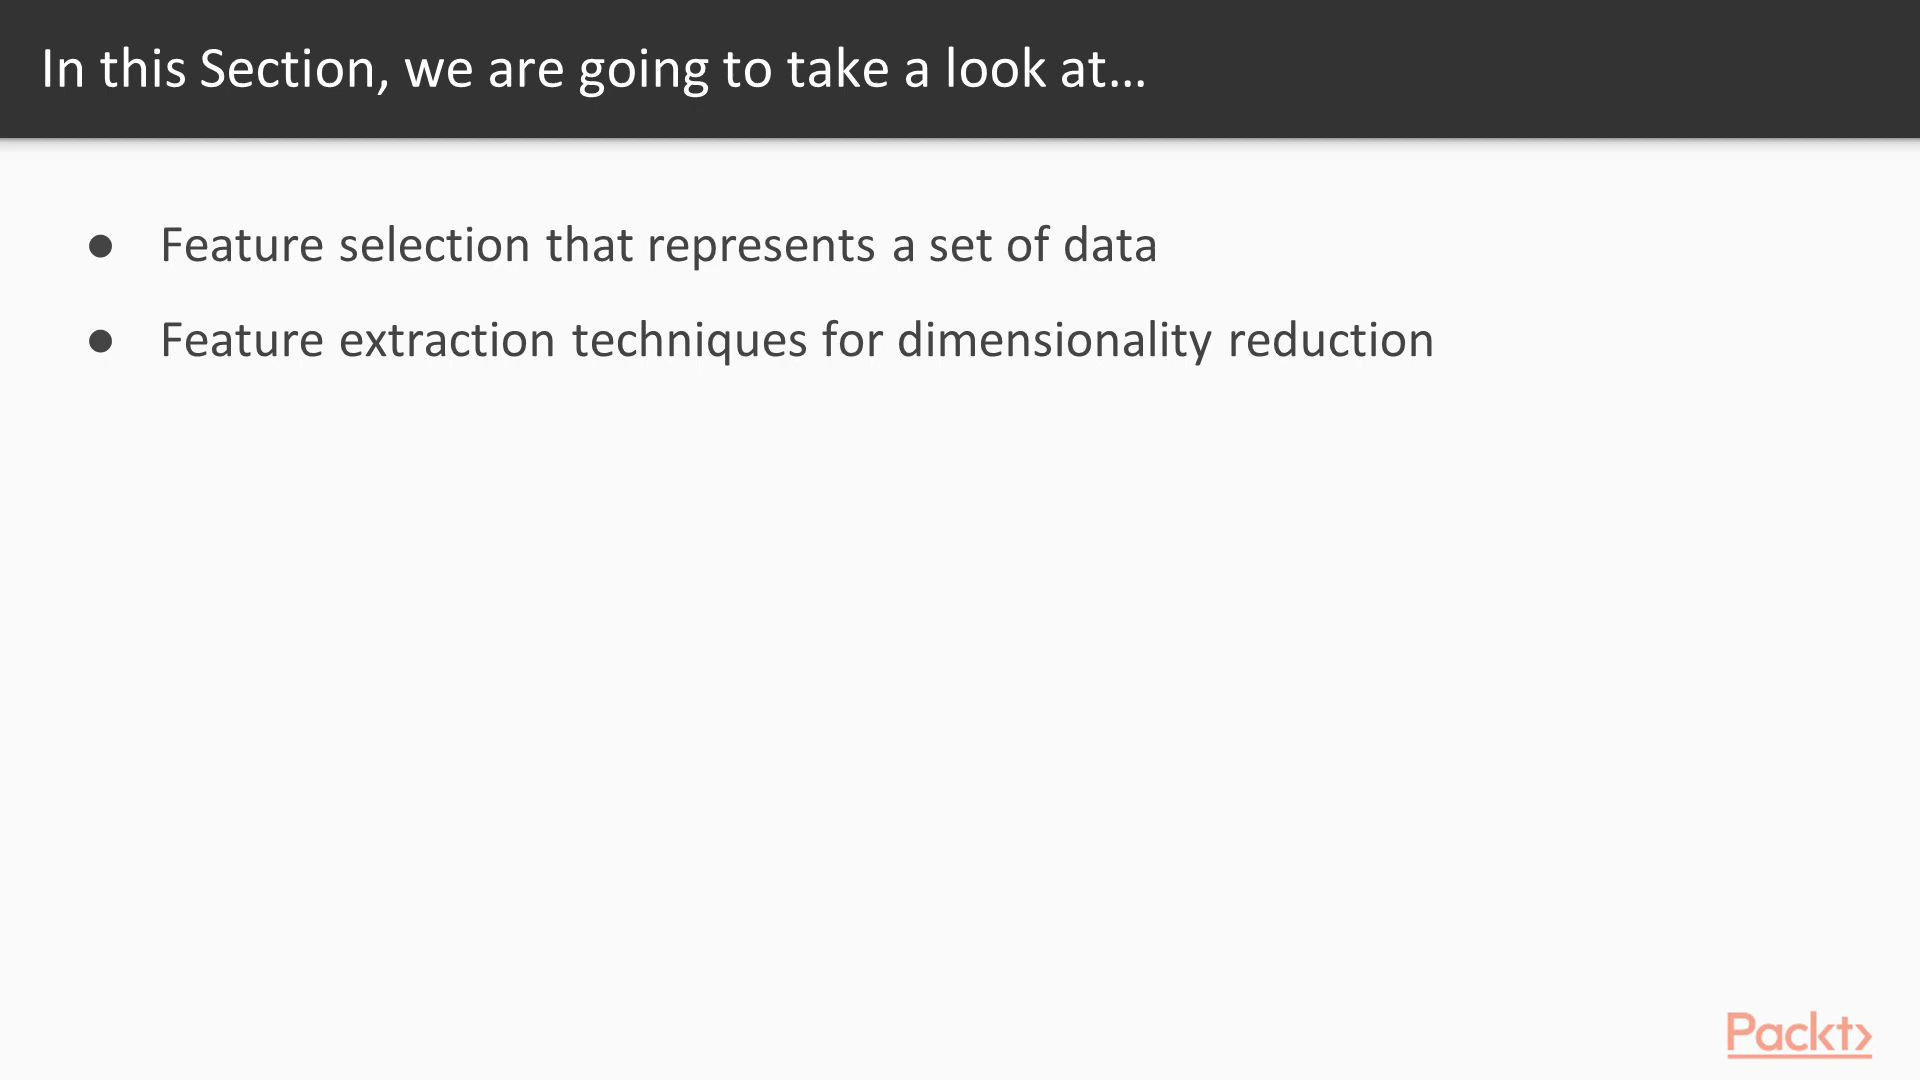 In this Section, we are going to take a look at...
● Feature selection that represents a set of data
● Feature extraction techniques for dimensionality reduction
Packt>